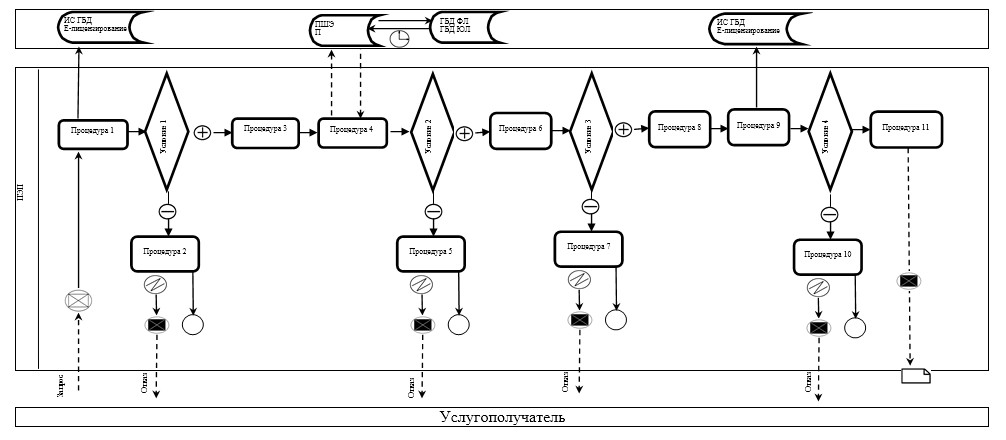 ИС ГБД
Е-лицензирование
ПШЭ
П
ГБД ФЛ
ГБД ЮЛ
ИС ГБД
Е-лицензирование
ПЭП
Процедура 1
Условие 1
Процедура 3
Процедура 4
Условие 2
Процедура 6
Условие 3
Процедура 8
Процедура 9
Условие 4
Процедура 11
Процедура 2
Процедура 5
Процедура 7
Процедура 10
Запрос
Отказ
Отказ
Отказ
Отказ
Услугополучатель